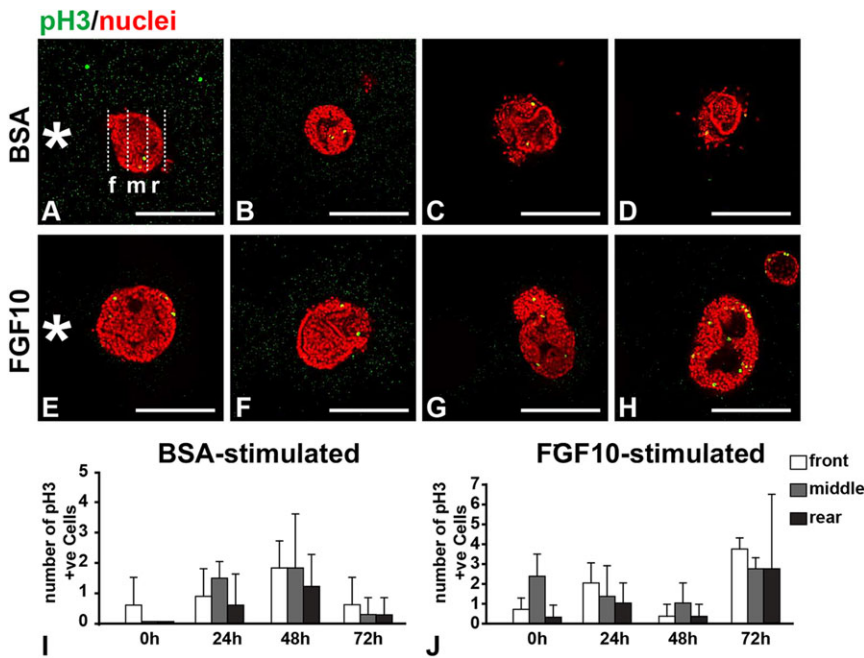 pH3/nuclei
BSA
*
f m r
A
B
C
D
FGF10
*
E
F
G
H
BSA-stimulated
number of pH3
+ve Cells
5
4
3
2
1
0
0h 24h 48h 72h
I
FGF10-stimulated
number of pH3
+ve Cells
7
6
5
4
3
2
1
0
0h 24h 48h 72h
J
front
middle
rear